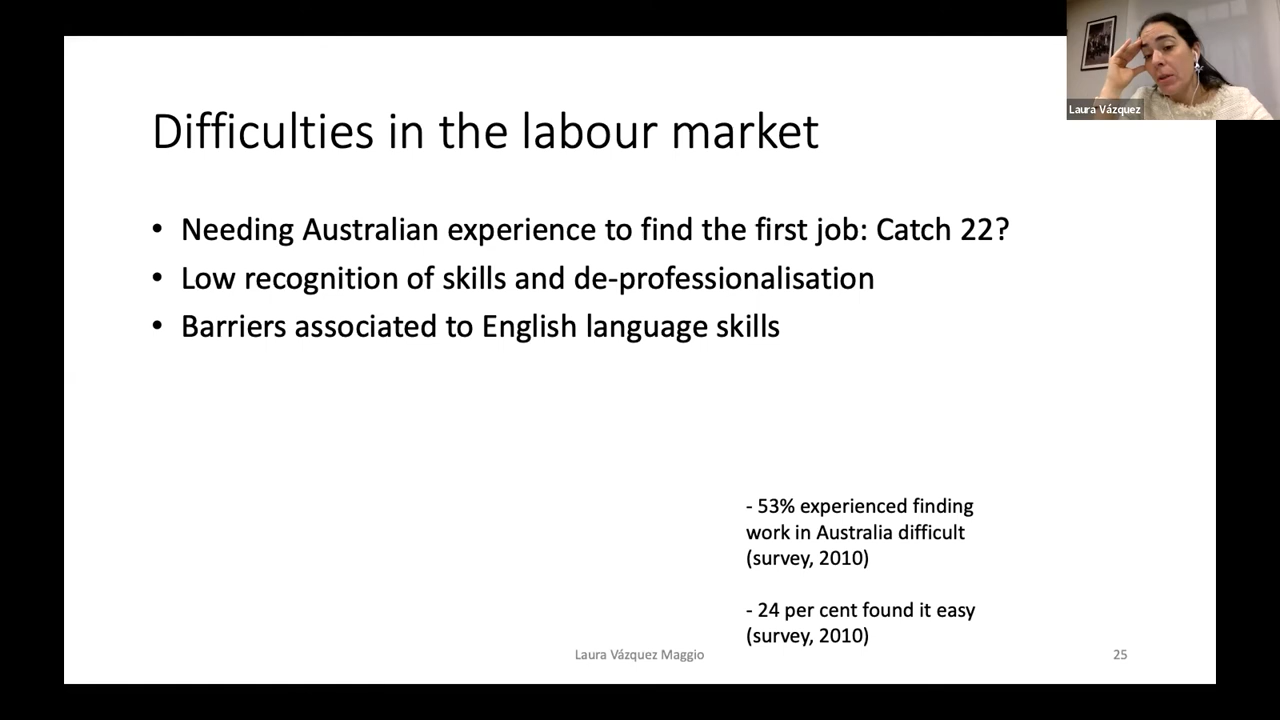 Laura Vázquez
Difficulties in the labour market
• Needing Australian experience to find the first job: Catch 22?
• Low recognition of skills and de-professionalisation
• Barriers associated to English language skills
- 53% experienced finding
work in Australia difficult
(survey, 2010)
- 24 per cent found it easy
(survey, 2010)
Laura Vázquez Maggio
25